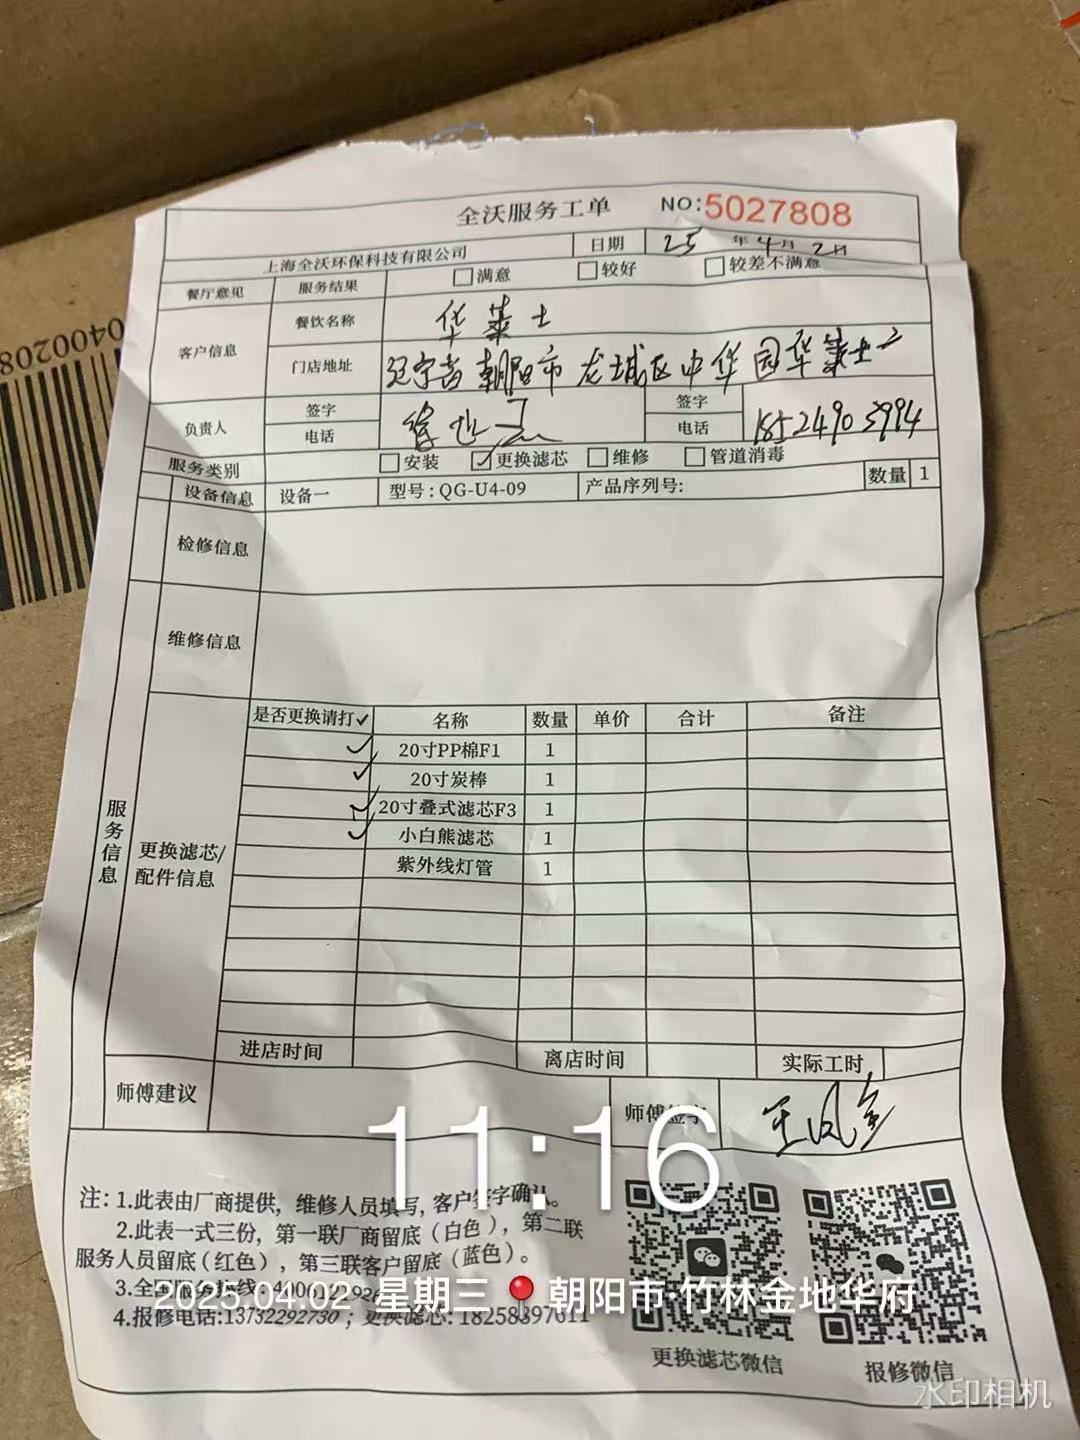 全沃服务工单 NO:5027808
上海全沃环保科技有限公司 日期 25年4月2日
餐厅意见 服务结果 满意 较好 较差不满意
客户信息 餐饮名称 华莱士
门店地址 辽宁省朝阳市龙城区中华园华莱士
负责人 签字 签字
电话 电话 18524903994
服务类别 安装 ✓更换滤芯 维修 管道消毒
设备信息 设备一 型号:QG-U4-09 产品序列号: 数量 1
检修信息
维修信息
服务信息
更换滤芯/
配件信息
是否更换请打✓ 名称 数量 单价 合计 备注
✓ 20寸PP棉F1 1
✓ 20寸炭棒 1
✓ 20寸叠式滤芯F3 1
✓ 小白熊滤芯 1
紫外线灯管 1
进店时间 离店时间 实际工时
师傅建议 师傅签字 王凤金
11:16
注: 1.此表由厂商提供, 维修人员填写, 客户签字确认。
2.此表一式三份, 第一联厂商留底(白色), 第二联
服务人员留底(红色), 第三联客户留底(蓝色)。
3.全国服务热线:
2025.04.02 星期三 朝阳市·竹林金地华府
4.报修电话:13732292730 ; 更换滤芯: 18258397611
更换滤芯微信 报修微信
水印相机